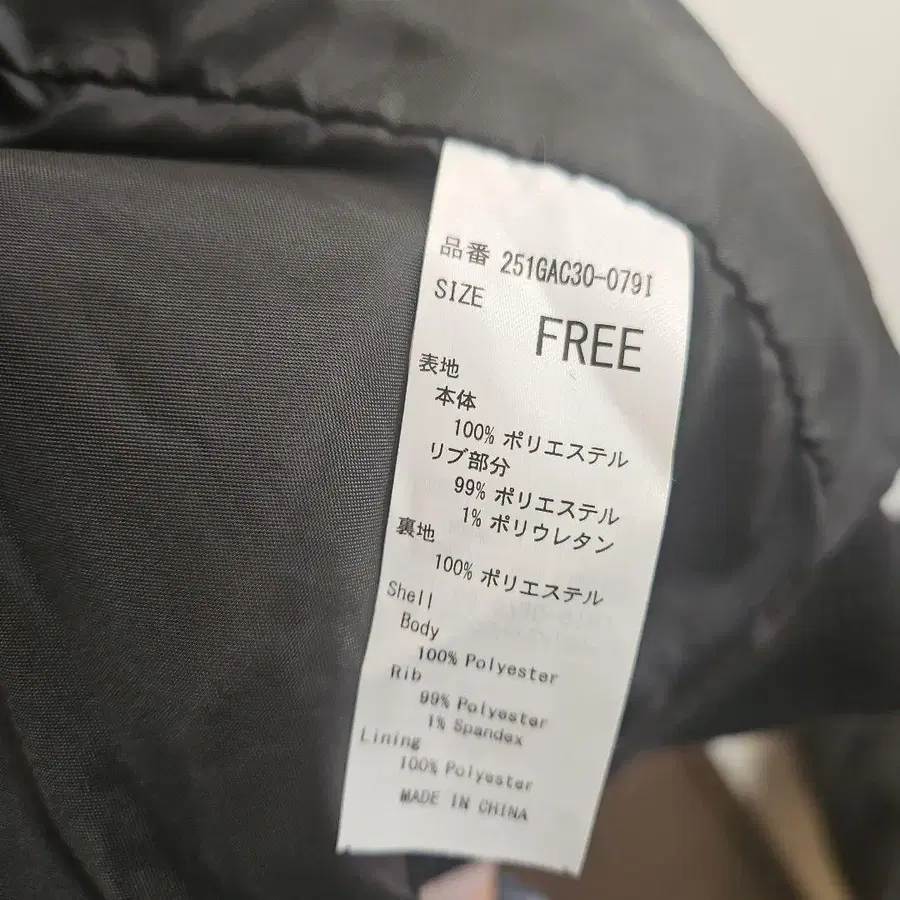 品番 251GAC30-079I
SIZE
FREE
表地
本体
100% ポリエステル
リブ部分
99% ポリエステル
1% ポリウレタン
裏地
100% ポリエステル
Shell
Body
100% Polyester
Rib
99% Polyester
1% Spandex
Lining
100% Polyester
MADE IN CHINA